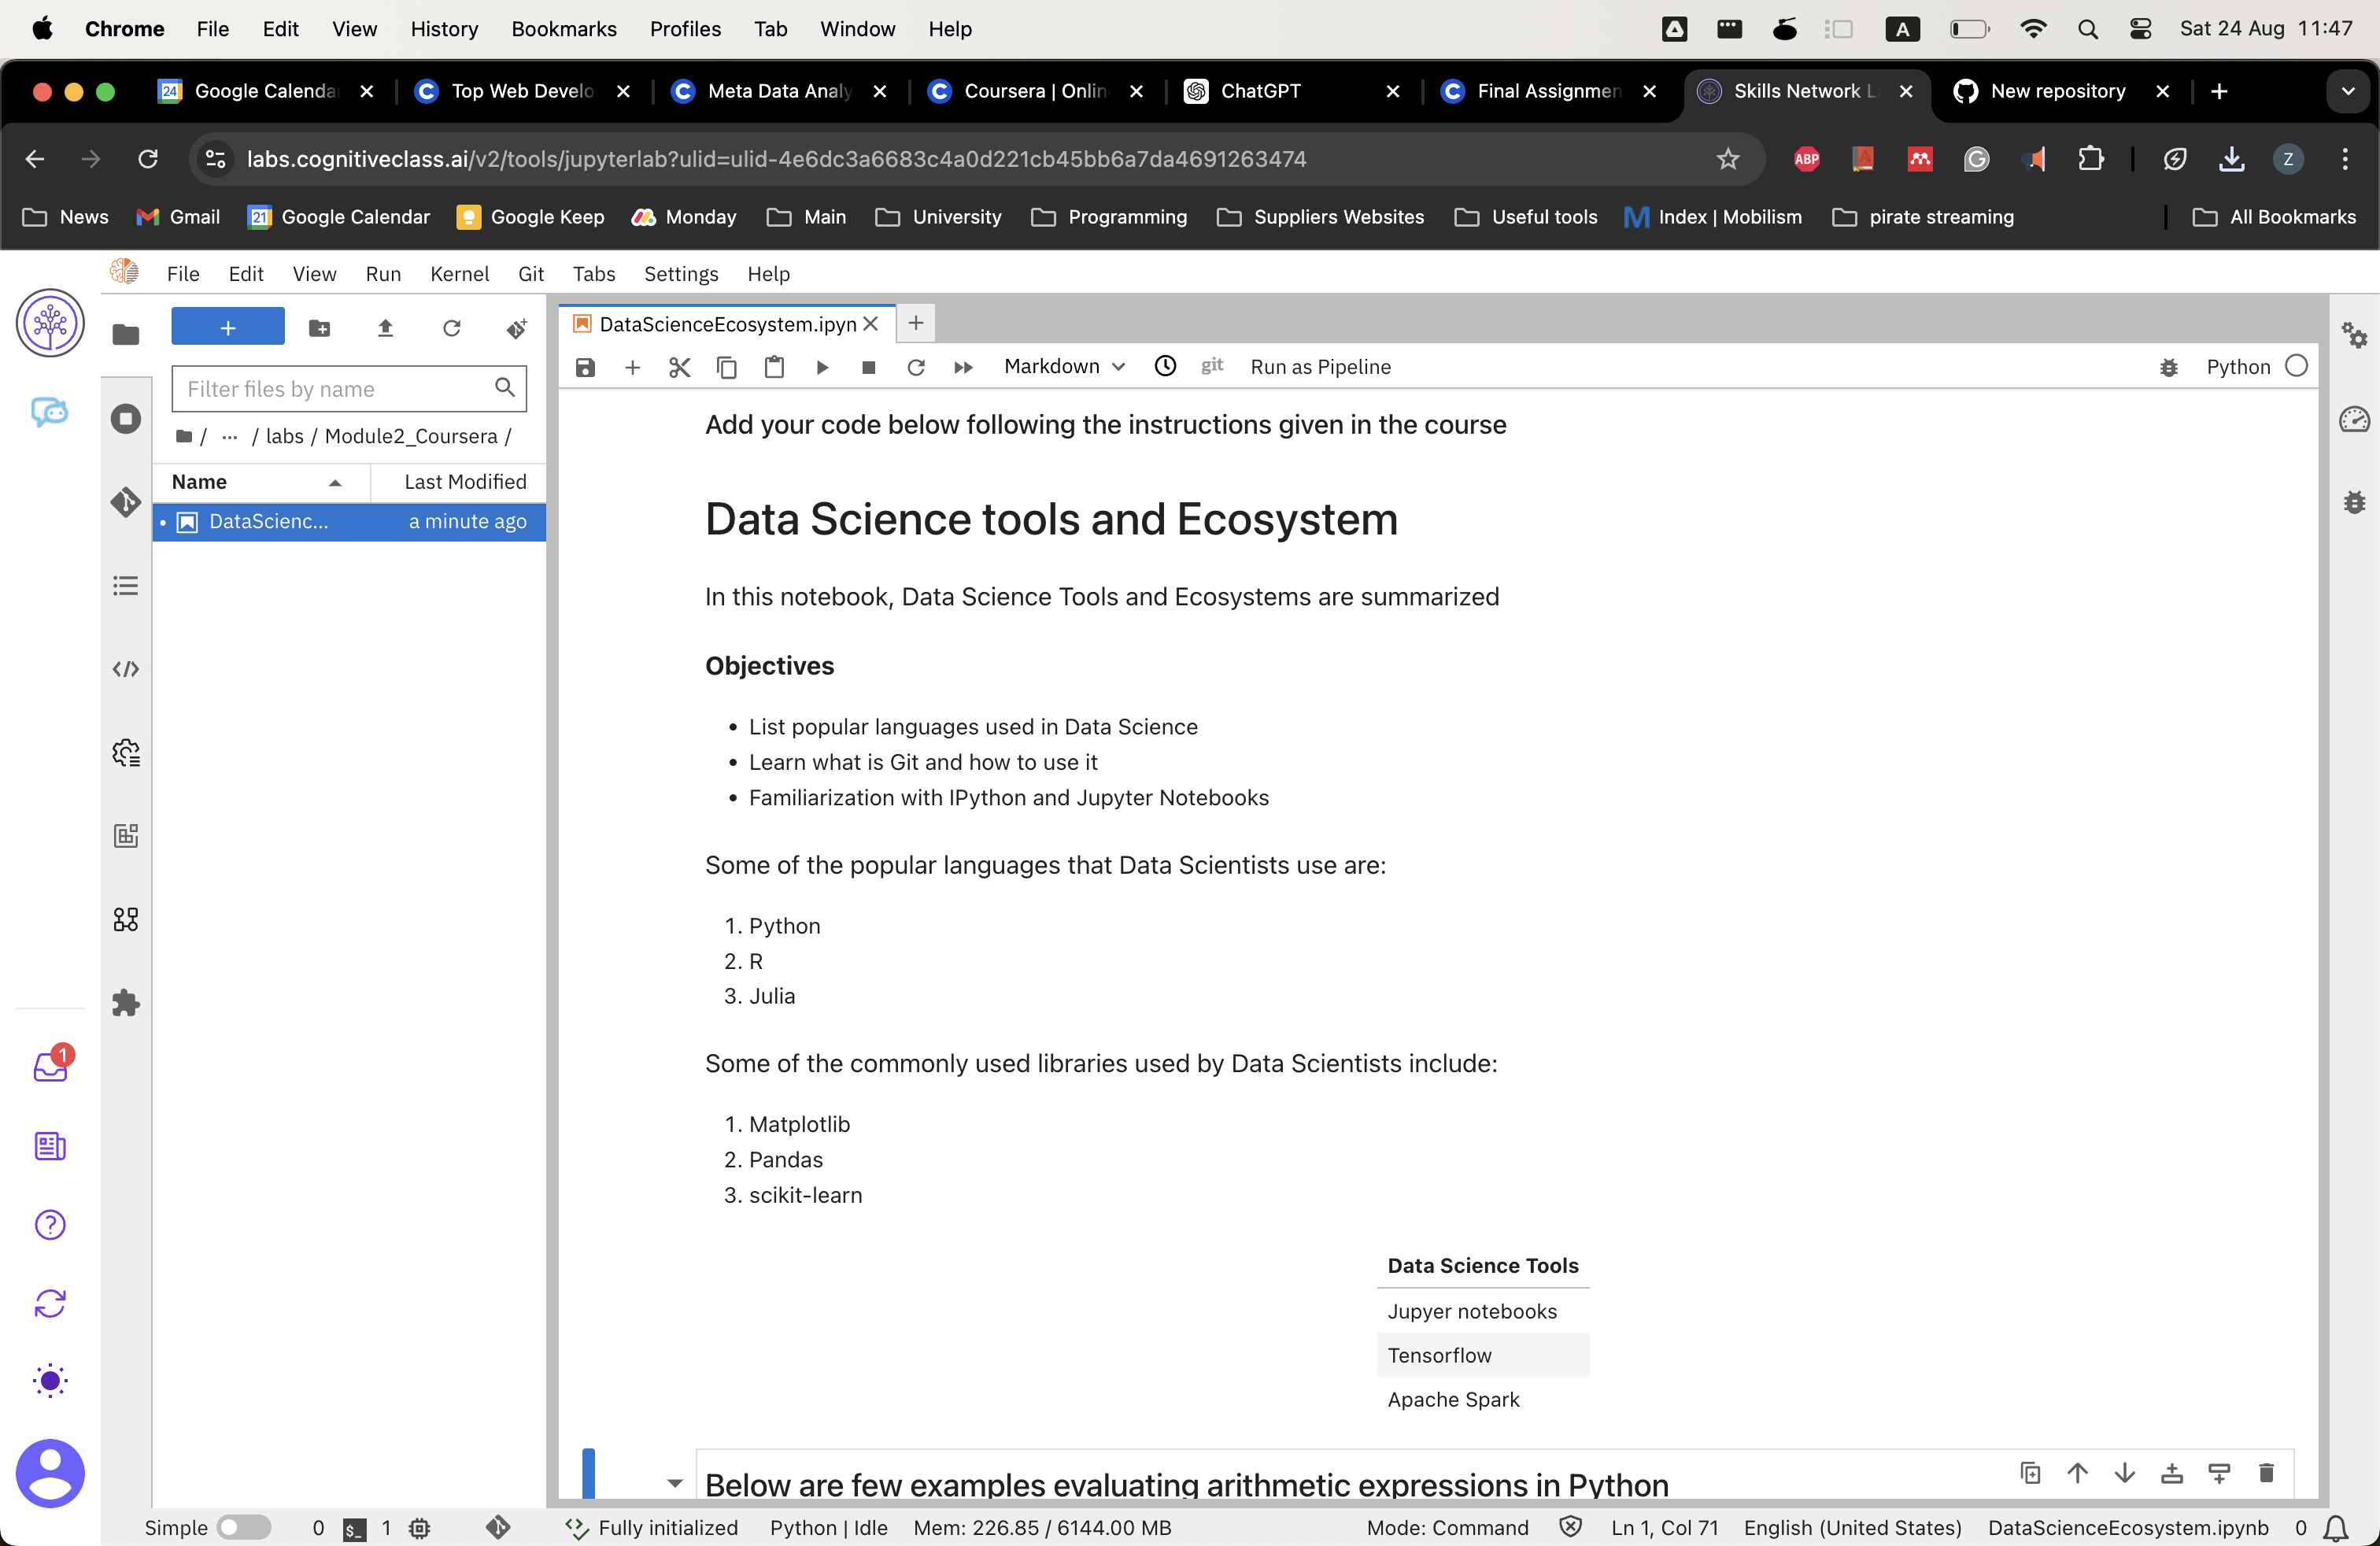 Chrome File Edit View History Bookmarks Profiles Tab Window Help A Sat 24 Aug 11:47
24 Google Calenda Top Web Develo Meta Data Analy Coursera | Onlin ChatGPT Final Assignmen Skills Network L New repository
labs.cognitiveclass.ai/v2/tools/jupyterlab?ulid=ulid-4e6dc3a6683c4a0d221cb45bb6a7da4691263474 ABP Z
News Gmail 21 Google Calendar Google Keep Monday Main University Programming Suppliers Websites Useful tools Index | Mobilism pirate streaming All Bookmarks
File Edit View Run Kernel Git Tabs Settings Help
DataScienceEcosystem.ipyn
Markdown git Run as Pipeline Python
Filter files by name
/ ... / labs / Module2_Coursera /
Name Last Modified
DataScienc... a minute ago
Add your code below following the instructions given in the course
Data Science tools and Ecosystem
In this notebook, Data Science Tools and Ecosystems are summarized
Objectives
• List popular languages used in Data Science
• Learn what is Git and how to use it
• Familiarization with IPython and Jupyter Notebooks
Some of the popular languages that Data Scientists use are:
1. Python
2. R
3. Julia
Some of the commonly used libraries used by Data Scientists include:
1. Matplotlib
2. Pandas
3. scikit-learn
Data Science Tools
Jupyer notebooks
Tensorflow
Apache Spark
Below are few examples evaluating arithmetic expressions in Python
1
Simple 0 $_ 1 Fully initialized Python | Idle Mem: 226.85 / 6144.00 MB Mode: Command Ln 1, Col 71 English (United States) DataScienceEcosystem.ipynb 0